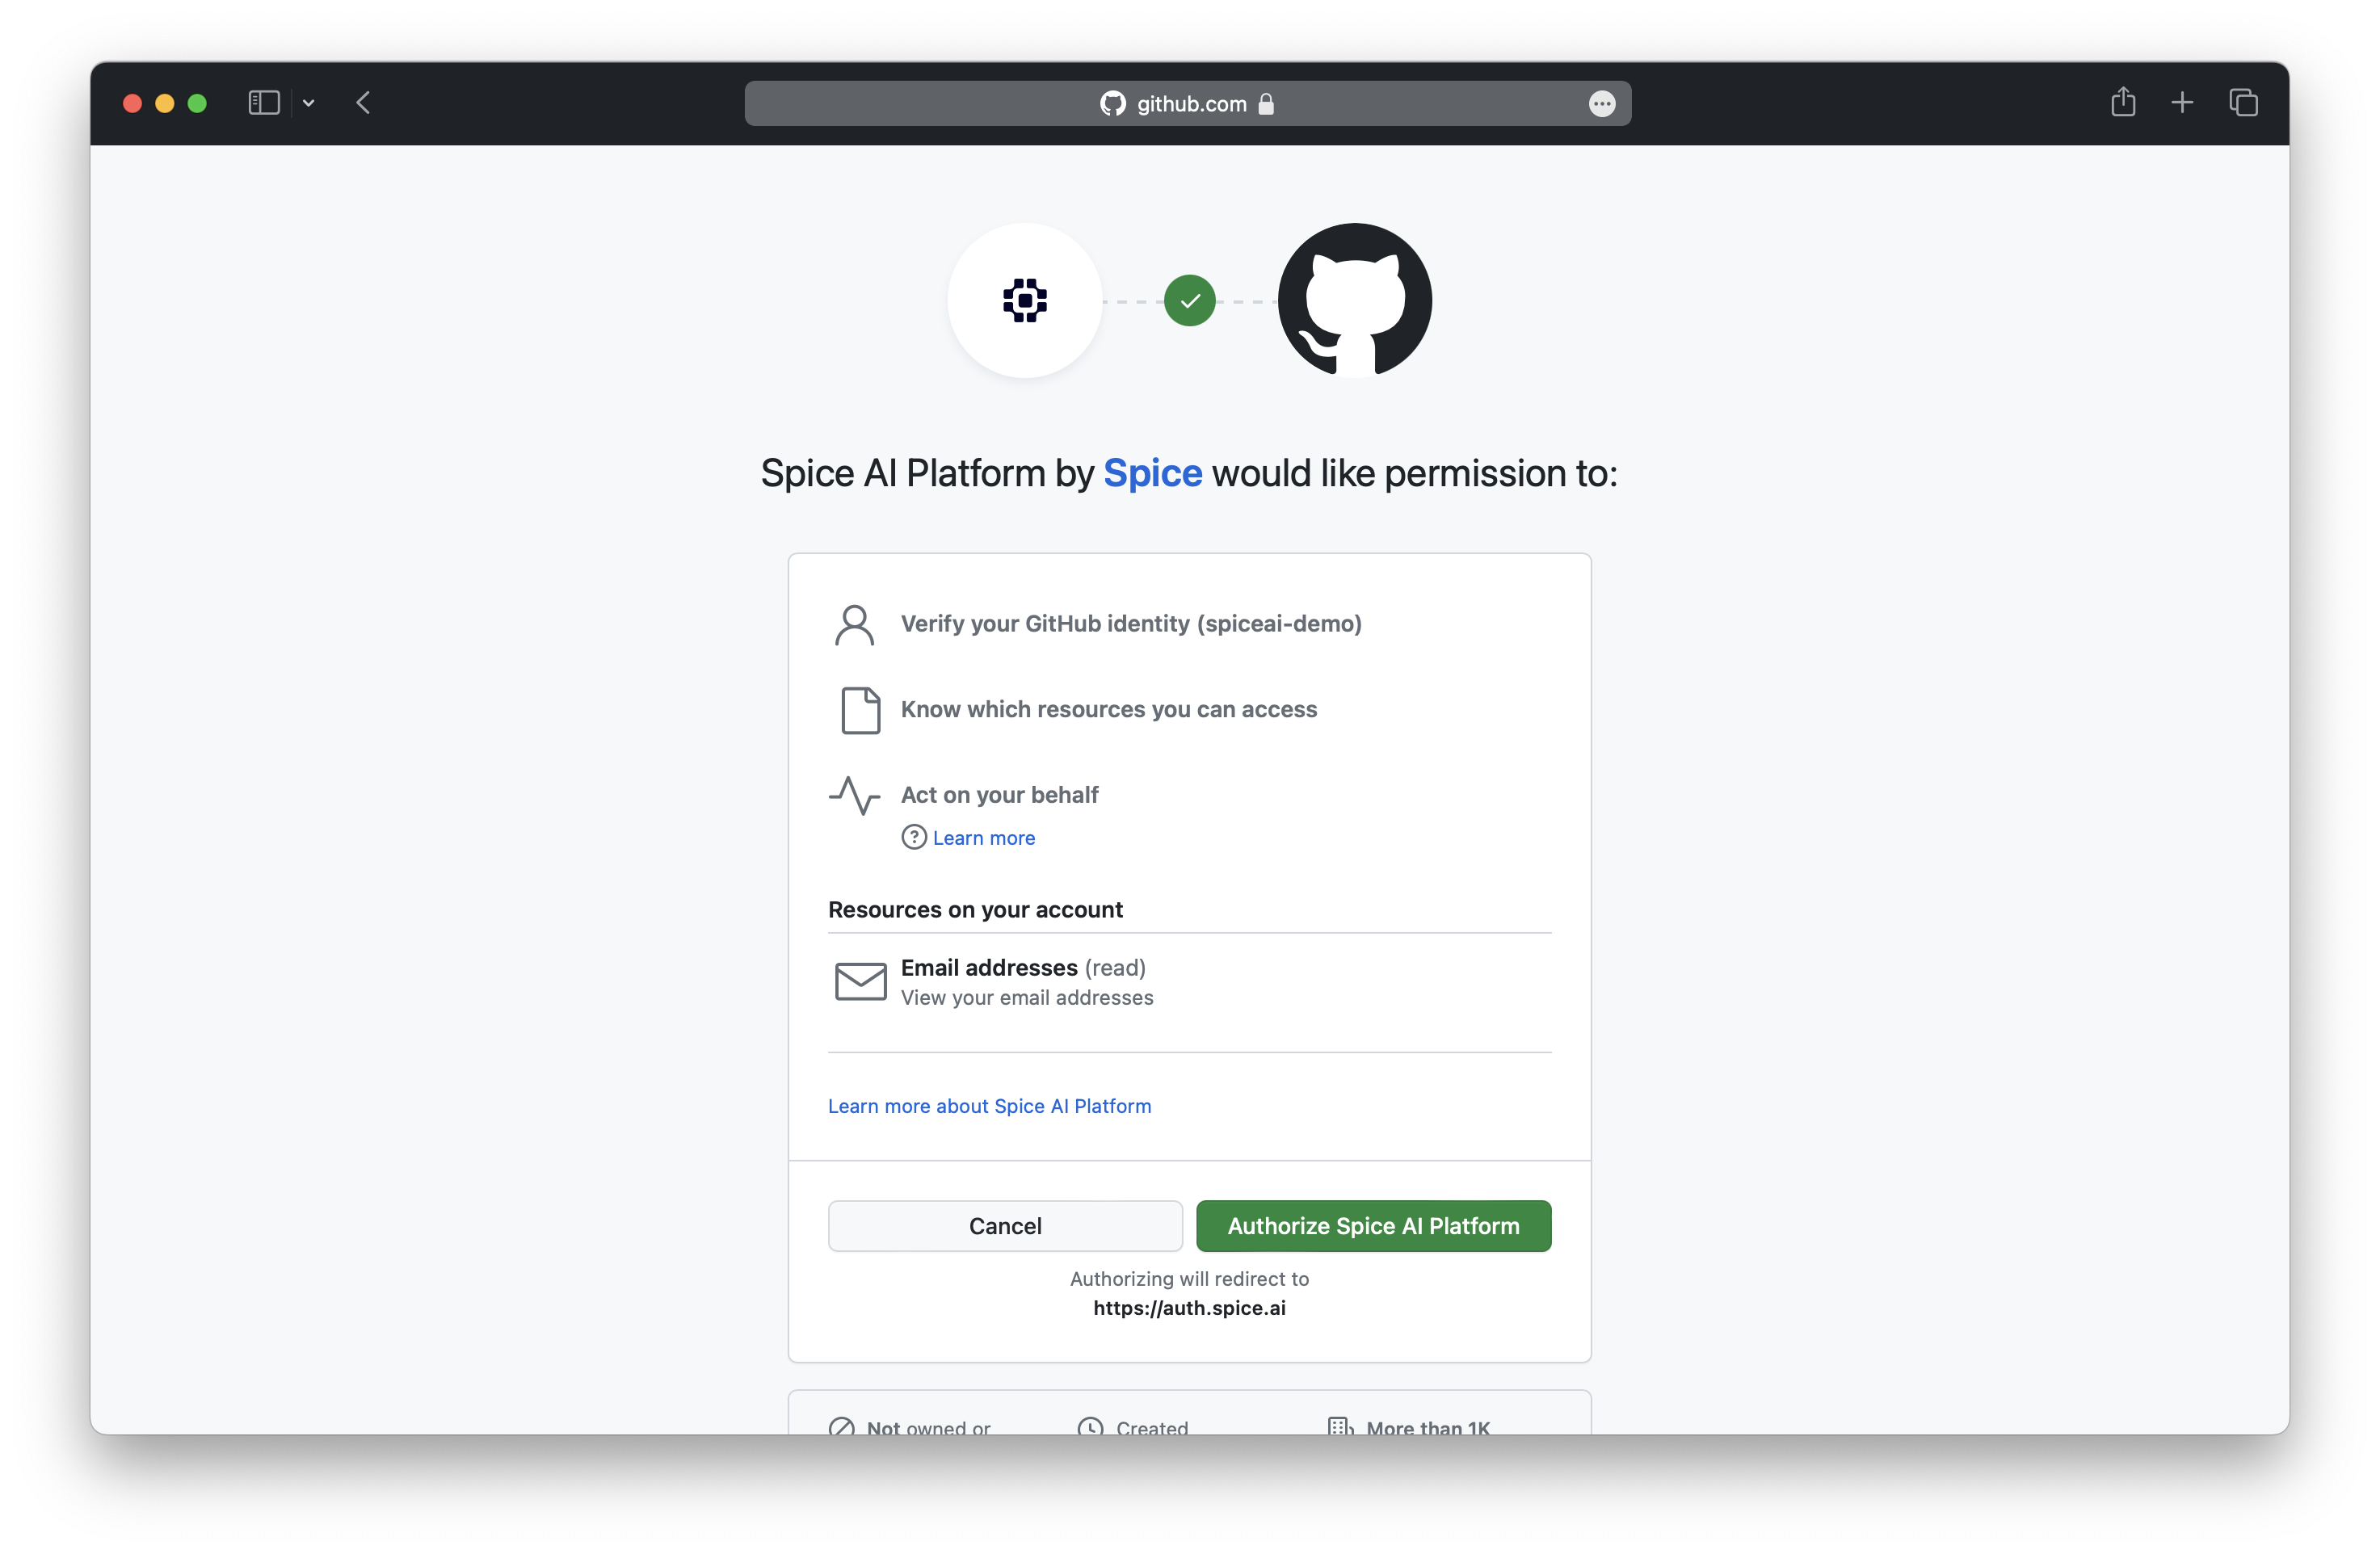 github.com
Spice AI Platform by Spice would like permission to:
Verify your GitHub identity (spiceai-demo)
Know which resources you can access
Act on your behalf
Learn more
Resources on your account
Email addresses (read)
View your email addresses
Learn more about Spice AI Platform
Cancel
Authorize Spice AI Platform
Authorizing will redirect to
https://auth.spice.ai
Not owned or
Created
More than 1K